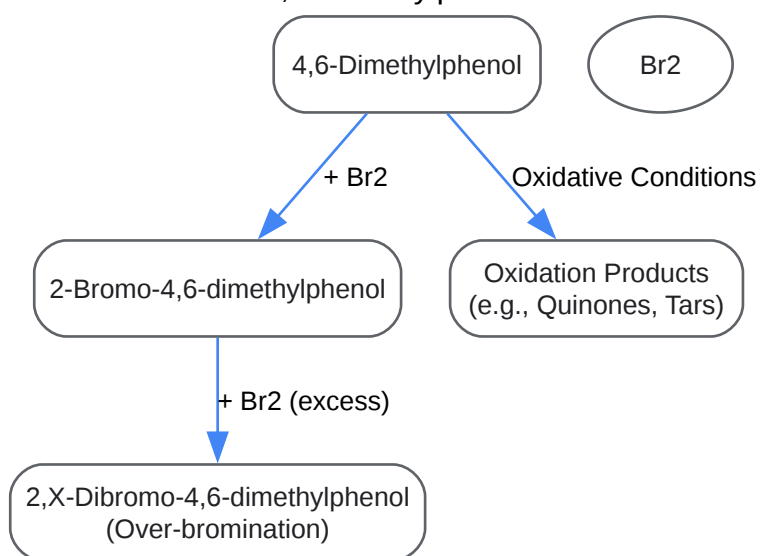 4,6-Dimethylphenol
Br2
+ Br2
Oxidative Conditions
2-Bromo-4,6-dimethylphenol
Oxidation Products
(e.g., Quinones, Tars)
+ Br2 (excess)
2,X-Dibromo-4,6-dimethylphenol
(Over-bromination)